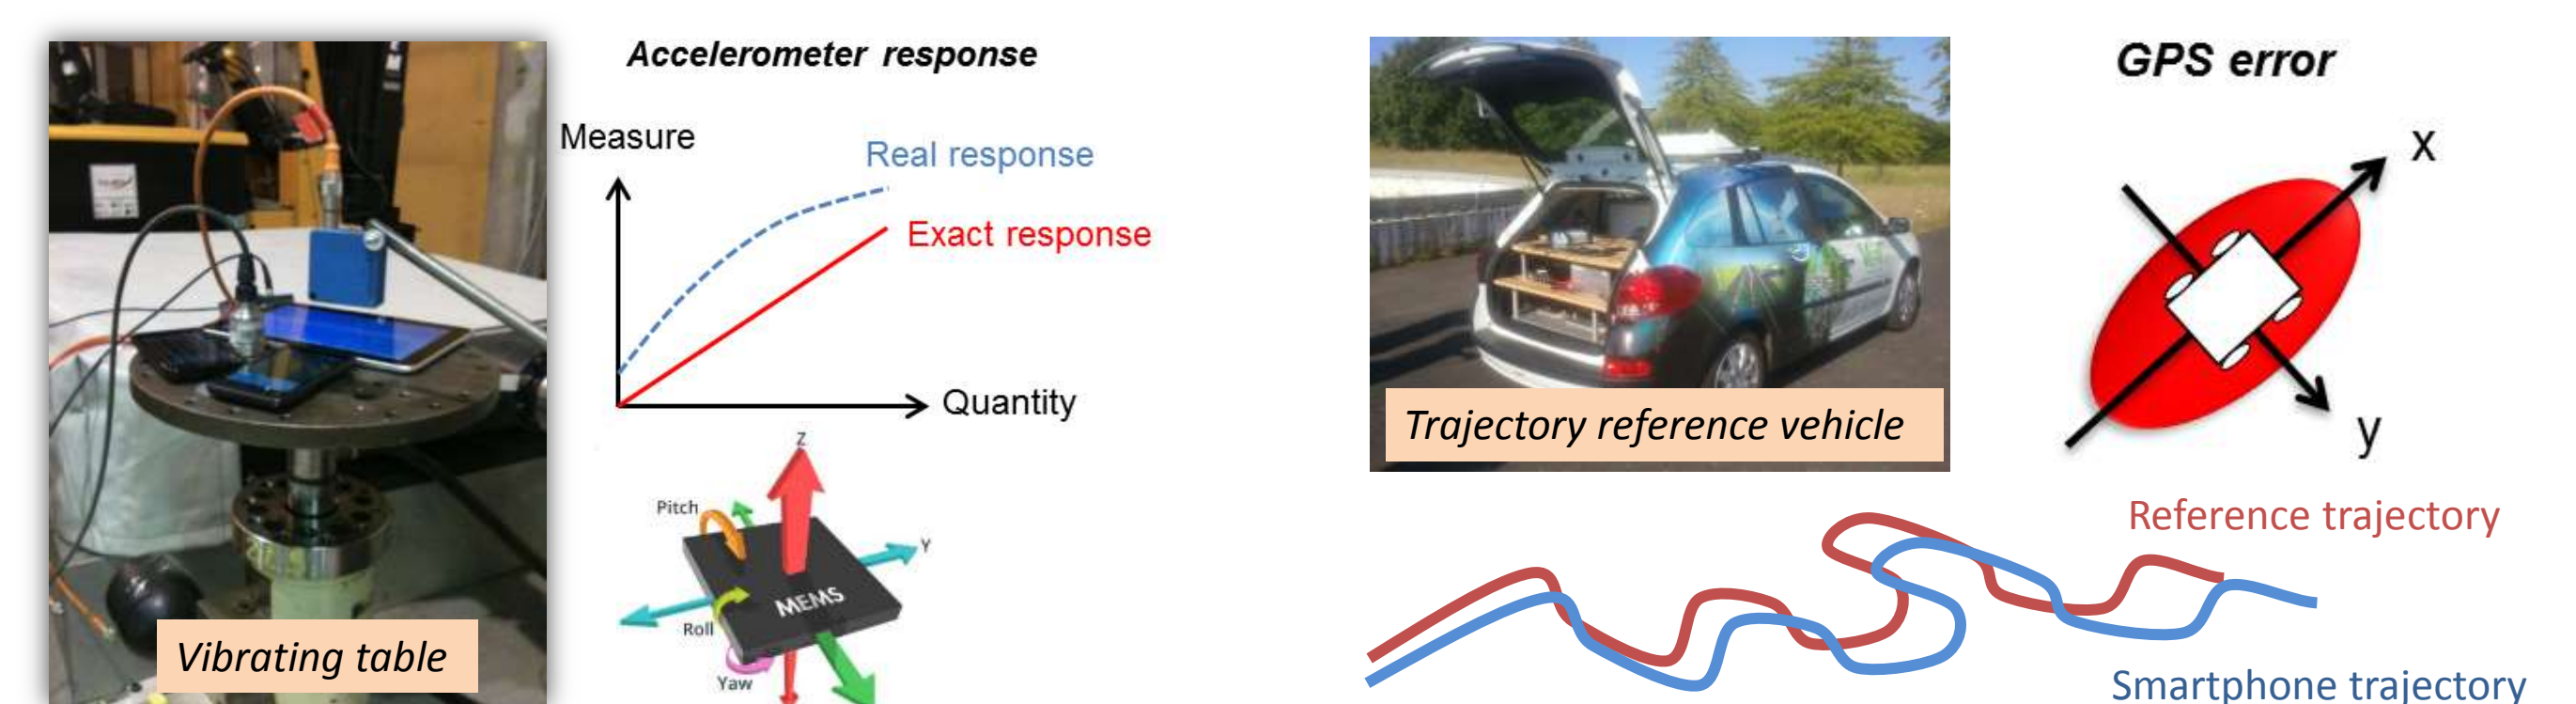 Accelerometer response
Measure
Real response
Exact response
Quantity
Z
Pitch
Y
MEMS
Roll
Yaw
Vibrating table
GPS error
x
y
Trajectory reference vehicle
Reference trajectory
Smartphone trajectory